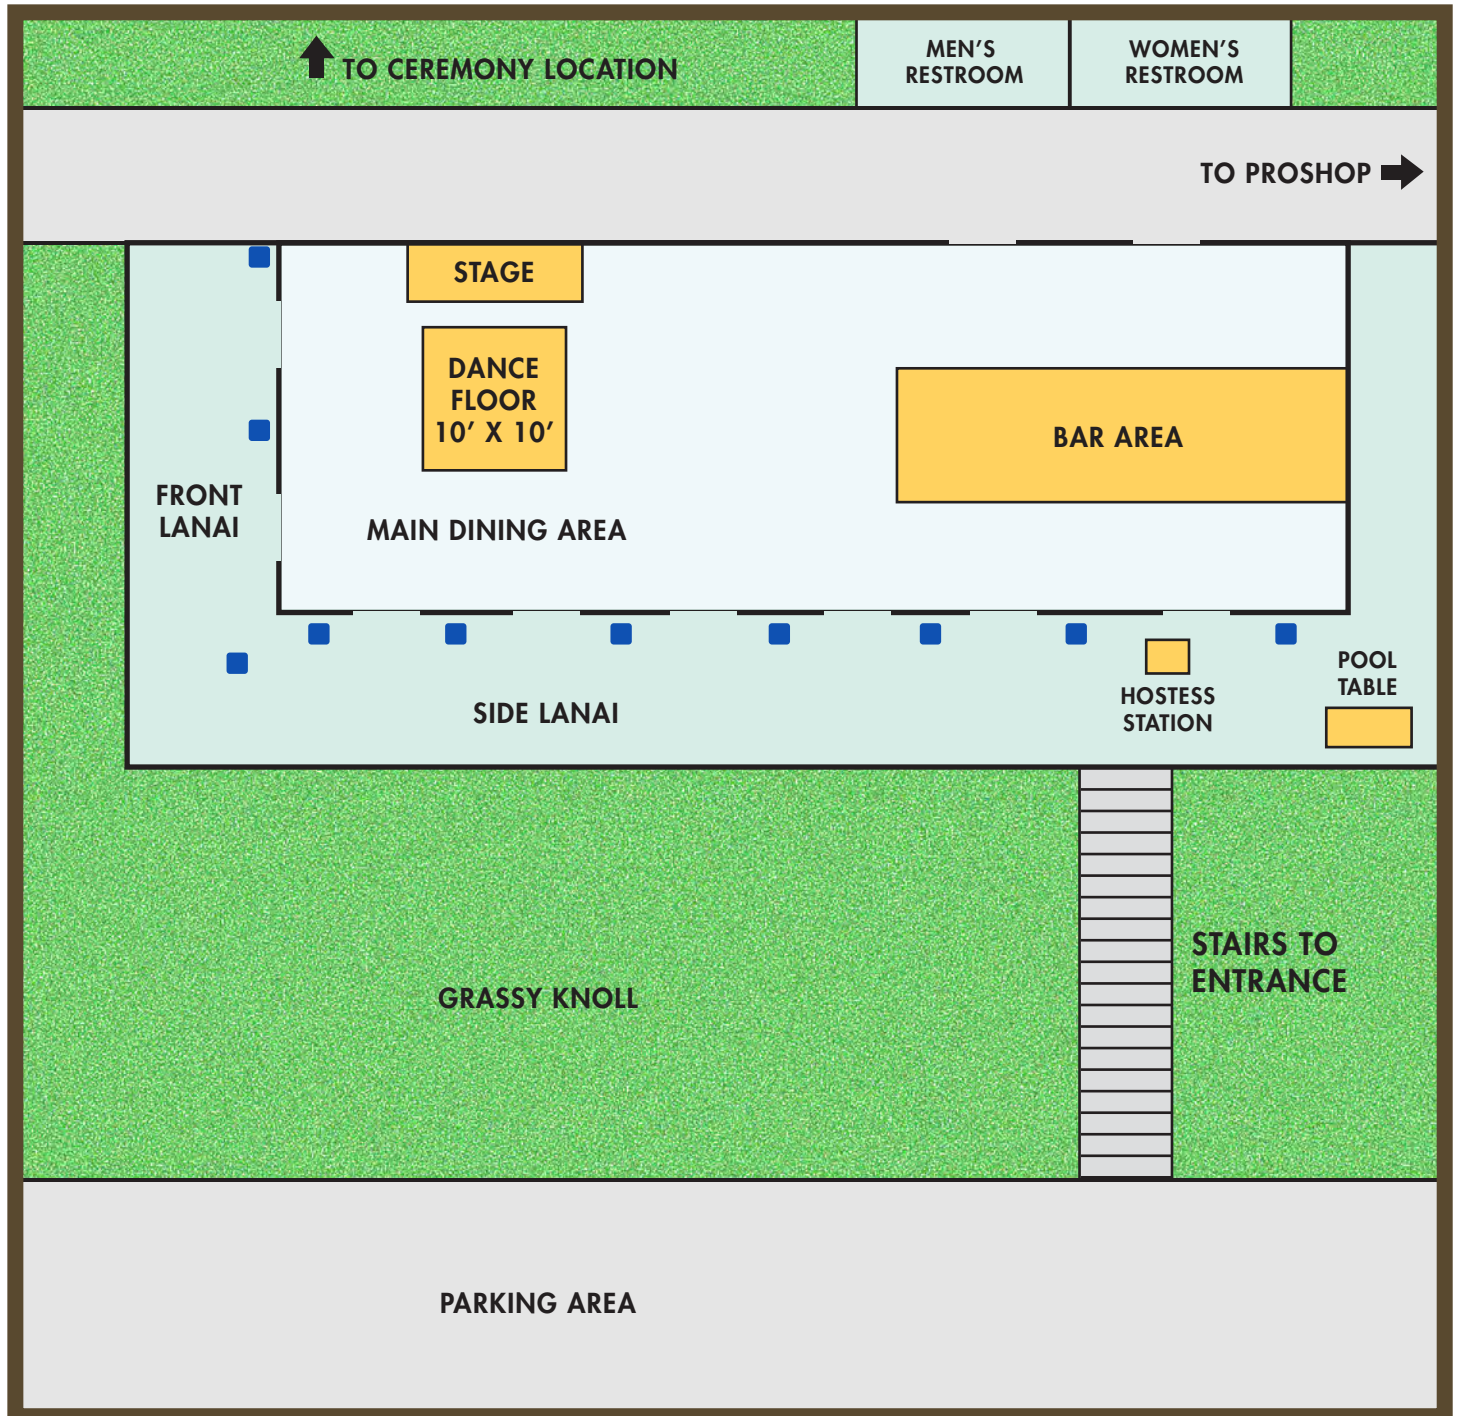 TO CEREMONY LOCATION
MEN’S
RESTROOM
WOMEN’S
RESTROOM
TO PROSHOP
STAGE
DANCE
FLOOR
10’ X 10’
BAR AREA
FRONT
LANAI
MAIN DINING AREA
SIDE LANAI
HOSTESS
STATION
POOL
TABLE
STAIRS TO
ENTRANCE
GRASSY KNOLL
PARKING AREA